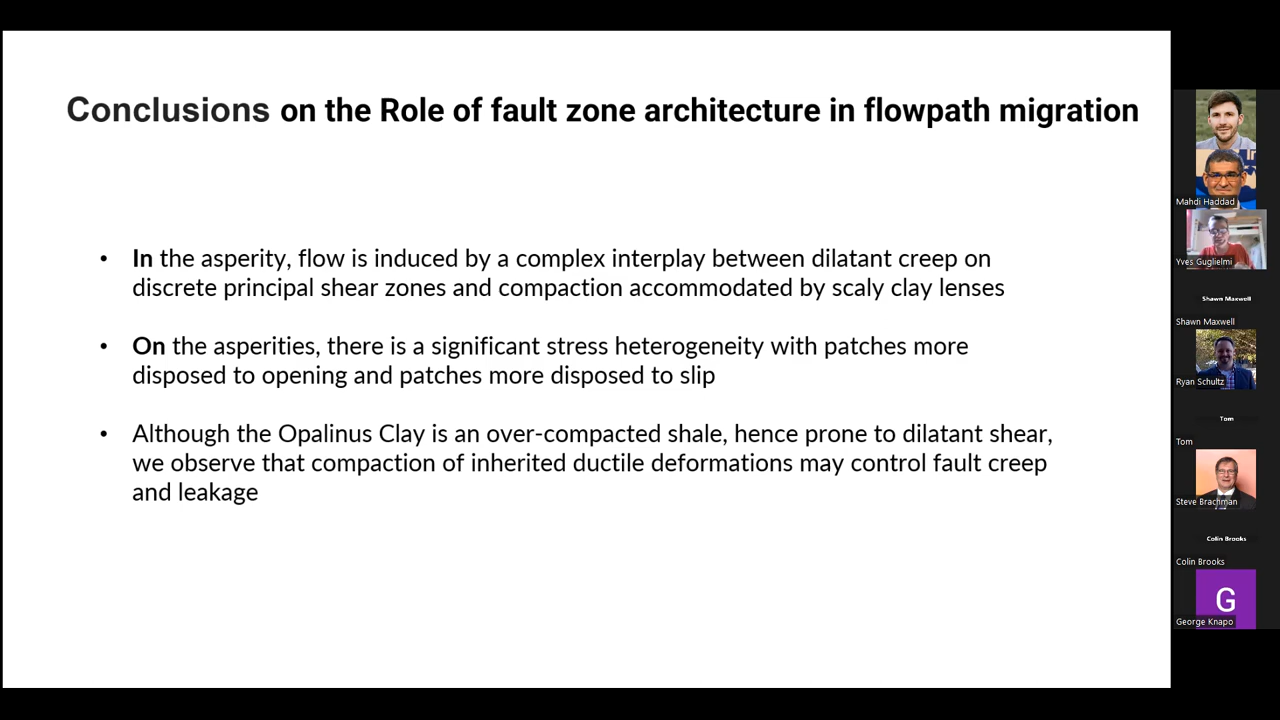 Conclusions on the Role of fault zone architecture in flowpath migration
• In the asperity, flow is induced by a complex interplay between dilatant creep on
discrete principal shear zones and compaction accommodated by scaly clay lenses
• On the asperities, there is a significant stress heterogeneity with patches more
disposed to opening and patches more disposed to slip
• Although the Opalinus Clay is an over-compacted shale, hence prone to dilatant shear,
we observe that compaction of inherited ductile deformations may control fault creep
and leakage
Mahdi Haddad
Yves Guglielmi
Shawn Maxwell
Shawn Maxwell
Ryan Schultz
Tom
Tom
Steve Brachman
Colin Brooks
Colin Brooks
G
George Knapo